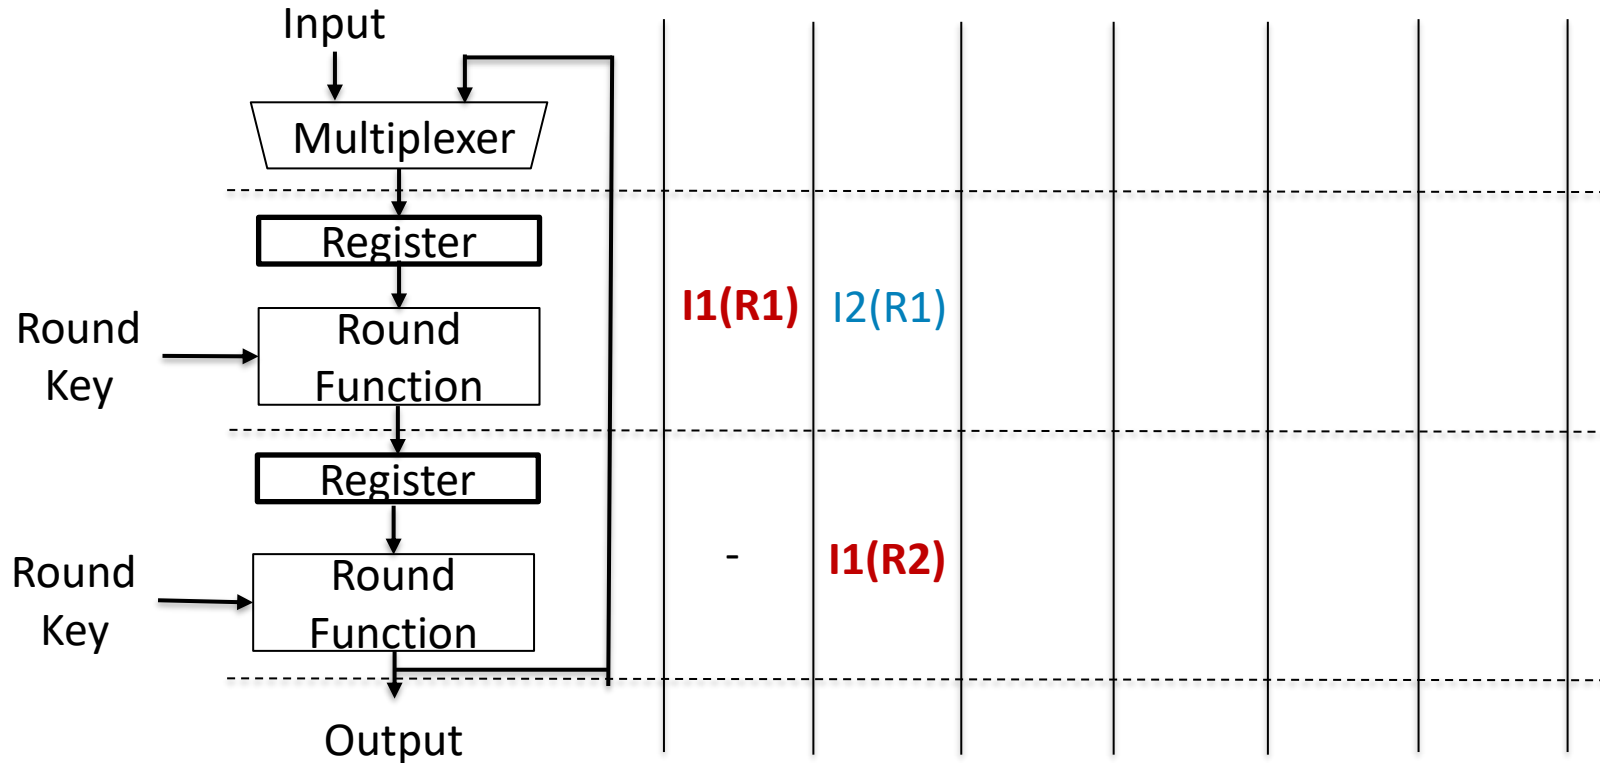 Input
Multiplexer
Register
Round
Function
Round
Key
I1(R1)
I2(R1)
Register
Round
Function
Round
Key
-
I1(R2)
Output